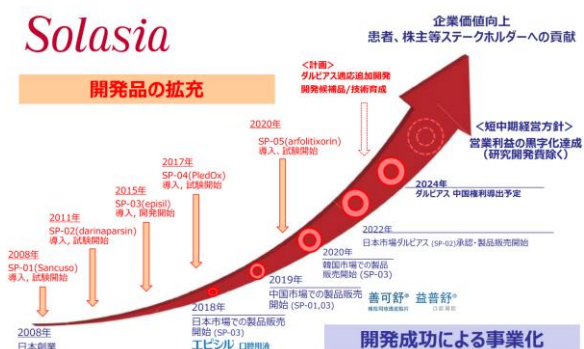 Solasia
企業価値向上
患者、株主等ステークホルダーへの貢献
開発品の拡充
<計画>
ダルビアス適応追加開発
開発候補品/技術育成
<短中期経営方針>
営業利益の黒字化達成
(研究開発費除く)
2020年
SP-05(arfolitixorin)
導入, 試験開始
2017年
SP-04(PledOx)
導入, 試験開始
2015年
SP-03(episil)
導入, 開発開始
2011年
SP-02(darinaparsin)
導入, 試験開始
2008年
SP-01(Sancuso)
導入, 試験開始
2024年
ダルビアス 中国権利導出予定
2022年
日本市場ダルビアス (SP-02)承認・製品販売開始
2020年
韓国市場での製品
販売開始 (SP-03)
2019年
中国市場での製品販売
開始 (SP-01,03)
善可舒® 益普舒®
2018年
日本市場での製品販売
開始 (SP-03)
エピシル 口腔用液
2008年
日本創業
開発成功による事業化